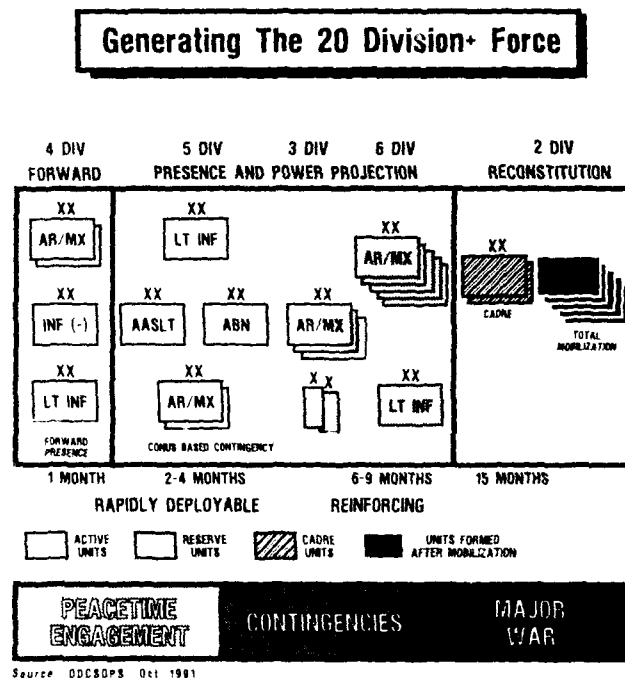 Generating The 20 Division+ Force
4 DIV 5 DIV 3 DIV 6 DIV 2 DIV
FORWARD PRESENCE AND POWER PROJECTION RECONSTITUTION
XX
AR/MX
XX
INF (-)
XX
LT INF
FORWARD
PRESENCE
XX
LT INF
XX
AASLT
XX
ABN
XX
AR/MX
CONUS BASED CONTINGENCY
XX
AR/MX
XX
AR/MX
X X
XX
LT INF
XX
CADRE
TOTAL
MOBILIZATION
1 MONTH 2-4 MONTHS 6-9 MONTHS 15 MONTHS
RAPIDLY DEPLOYABLE REINFORCING
ACTIVE
UNITS
RESERVE
UNITS
CADRE
UNITS
UNITS FORMED
AFTER MOBILIZATION
PEACETIME
ENGAGEMENT
CONTINGENCIES
MAJOR
WAR
Source DDCSOPS Oct 1991